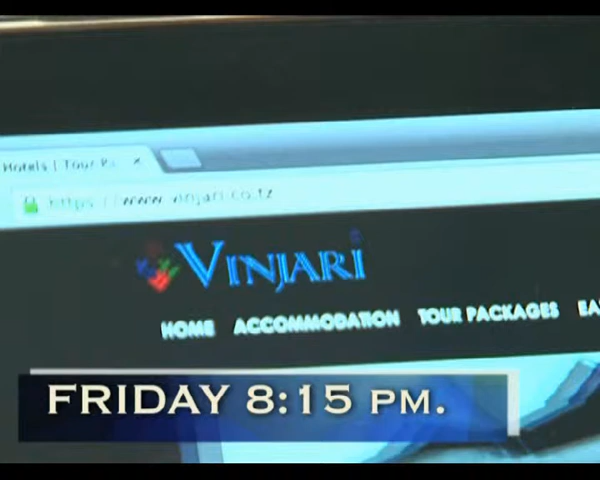 Hotels | Tour
https://www.vinjari.co.tz
VINJARI
HOME ACCOMMODATION TOUR PACKAGES
FRIDAY 8:15 PM.